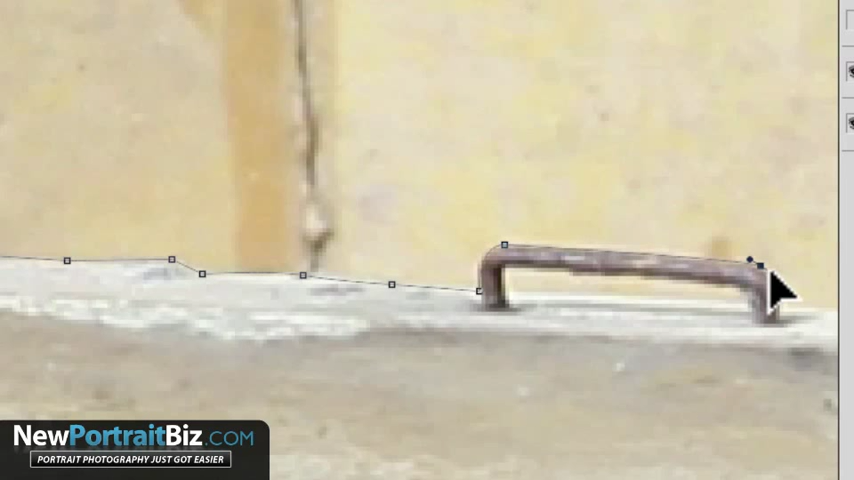 NewPortraitBiz.COM
PORTRAIT PHOTOGRAPHY JUST GOT EASIER